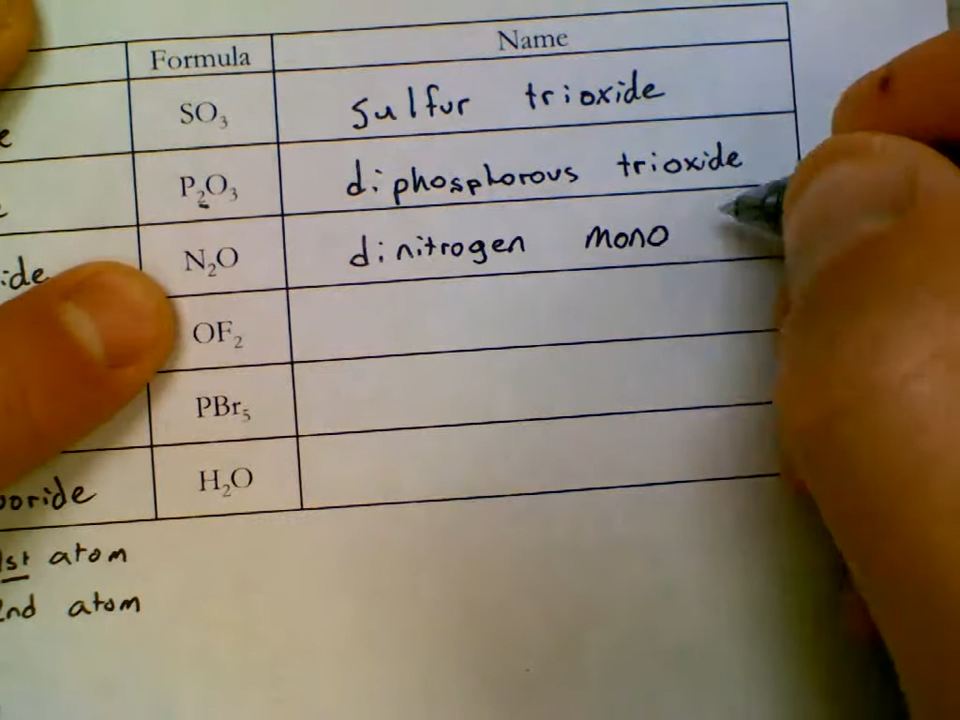 Formula Name
e SO₃ sulfur trioxide
P₂O₃ diphosphorous trioxide
ide N₂O dinitrogen mono
OF₂
PBr₅
ooride H₂O
1st atom
2nd atom